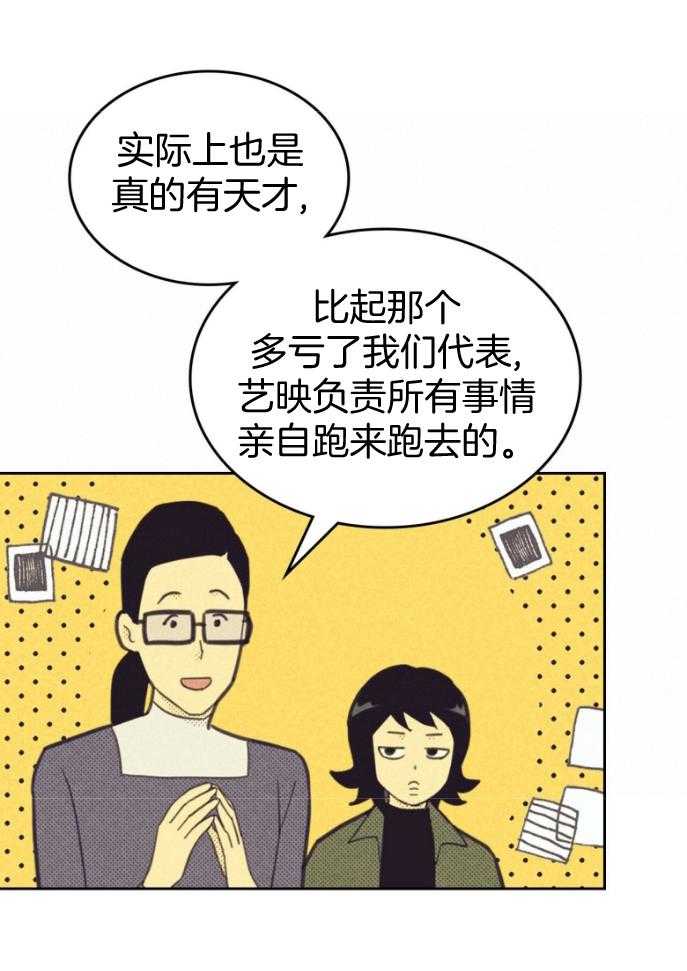 实际上也是
真的有天才,
比起那个
多亏了我们代表,
艺映负责所有事情
亲自跑来跑去的。